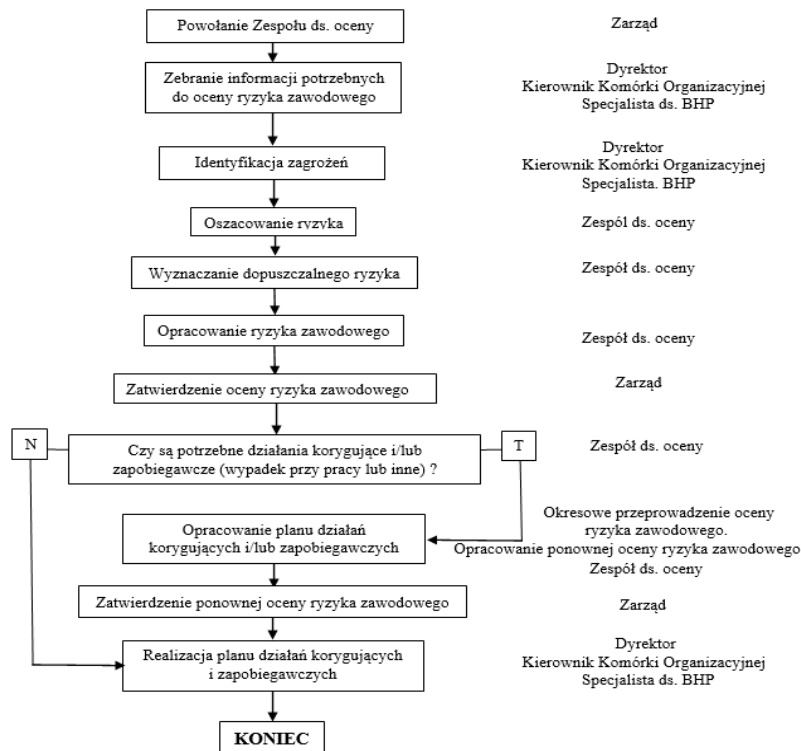 Powołanie Zespołu ds. oceny
Zarząd
Zebranie informacji potrzebnych
do oceny ryzyka zawodowego
Dyrektor
Kierownik Komórki Organizacyjnej
Specjalista ds. BHP
Identyfikacja zagrożeń
Dyrektor
Kierownik Komórki Organizacyjnej
Specjalista. BHP
Oszacowanie ryzyka
Zespól ds. oceny
Wyznaczanie dopuszczalnego ryzyka
Zespół ds. oceny
Opracowanie ryzyka zawodowego
Zespół ds. oceny
Zatwierdzenie oceny ryzyka zawodowego
Zarząd
N
Czy są potrzebne działania korygujące i/lub
zapobiegawcze (wypadek przy pracy lub inne) ?
T
Zespół ds. oceny
Opracowanie planu działań
korygujących i/lub zapobiegawczych
Okresowe przeprowadzenie oceny
ryzyka zawodowego.
Opracowanie ponownej oceny ryzyka zawodowego
Zespół ds. oceny
Zatwierdzenie ponownej oceny ryzyka zawodowego
Zarząd
Realizacja planu działań korygujących
i zapobiegawczych
Dyrektor
Kierownik Komórki Organizacyjnej
Specjalista ds. BHP
KONIEC